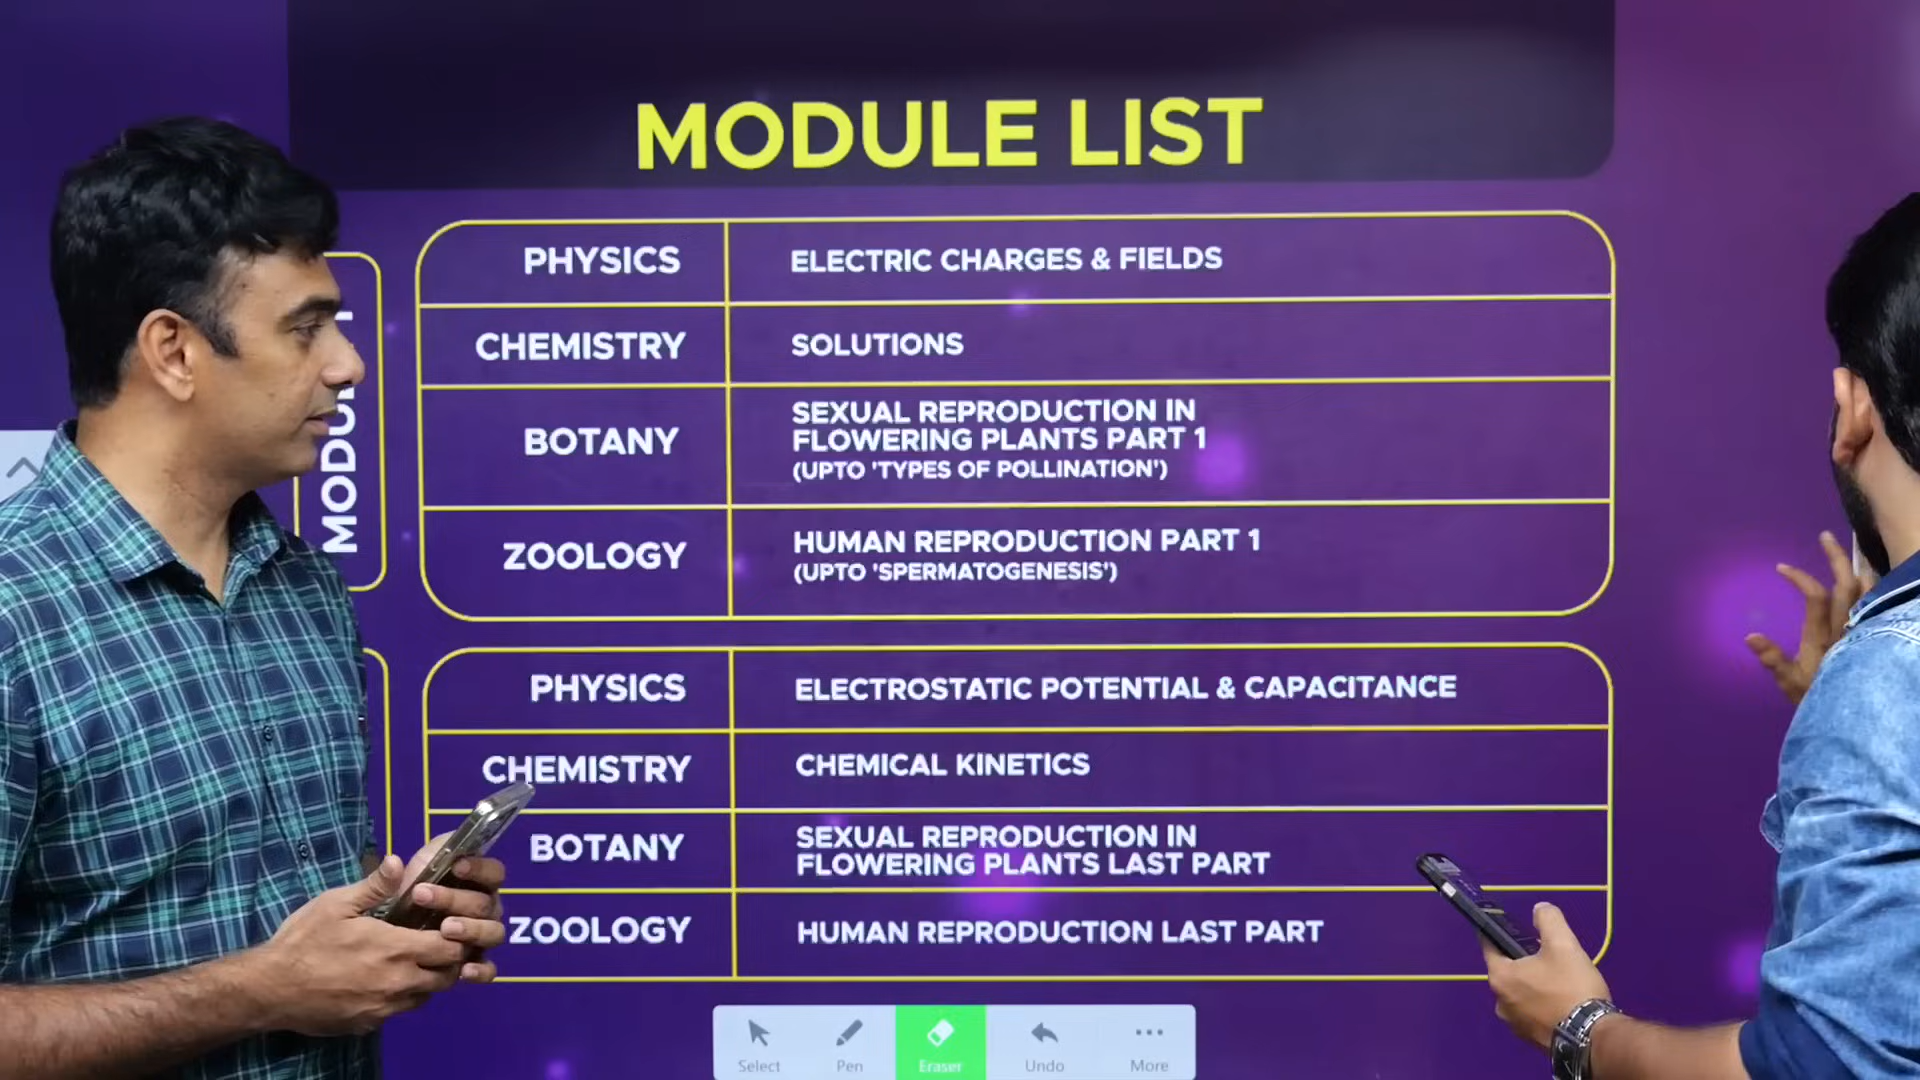 MODULE LIST
PHYSICS
ELECTRIC CHARGES & FIELDS
CHEMISTRY
SOLUTIONS
BOTANY
SEXUAL REPRODUCTION IN
FLOWERING PLANTS PART 1
(UPTO 'TYPES OF POLLINATION')
ZOOLOGY
HUMAN REPRODUCTION PART 1
(UPTO 'SPERMATOGENESIS')
PHYSICS
ELECTROSTATIC POTENTIAL & CAPACITANCE
CHEMISTRY
CHEMICAL KINETICS
BOTANY
SEXUAL REPRODUCTION IN
FLOWERING PLANTS LAST PART
ZOOLOGY
HUMAN REPRODUCTION LAST PART
Select
Pen
Eraser
Undo
More